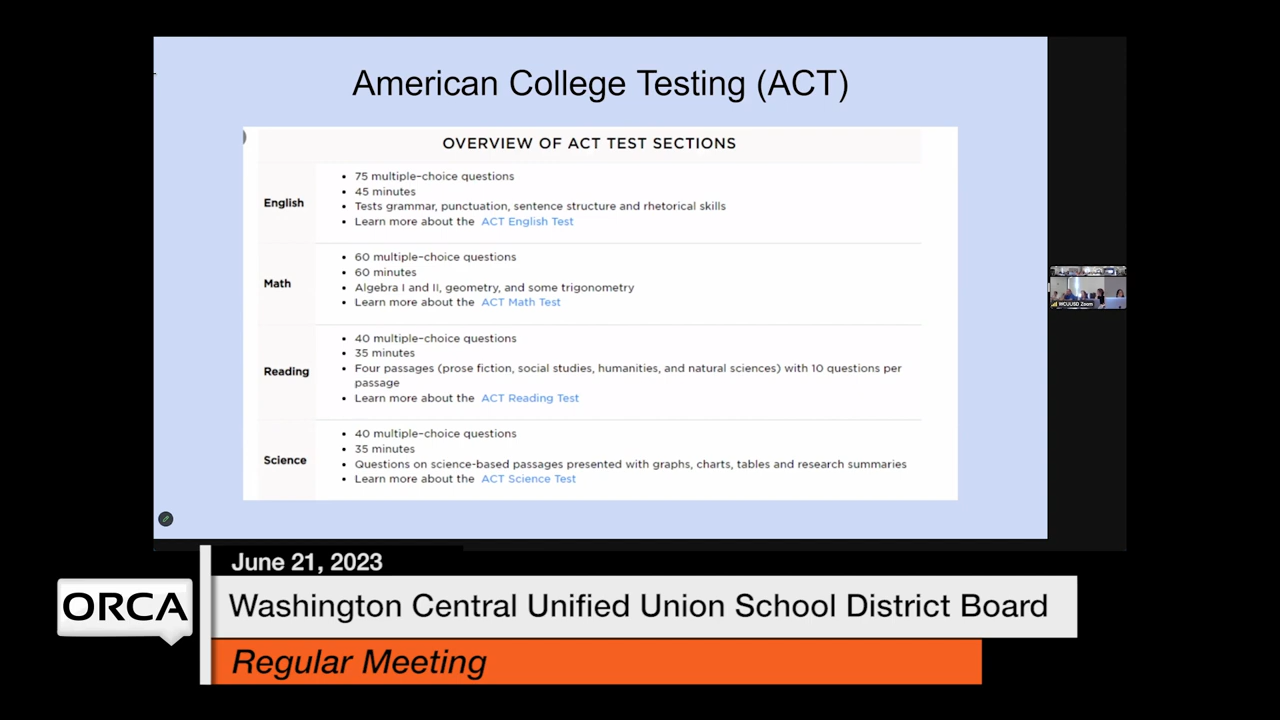 American College Testing (ACT)
OVERVIEW OF ACT TEST SECTIONS
English
• 75 multiple-choice questions
• 45 minutes
• Tests grammar, punctuation, sentence structure and rhetorical skills
• Learn more about the ACT English Test
Math
• 60 multiple-choice questions
• 60 minutes
• Algebra I and II, geometry, and some trigonometry
• Learn more about the ACT Math Test
Reading
• 40 multiple-choice questions
• 35 minutes
• Four passages (prose fiction, social studies, humanities, and natural sciences) with 10 questions per
passage
• Learn more about the ACT Reading Test
Science
• 40 multiple-choice questions
• 35 minutes
• Questions on science-based passages presented with graphs, charts, tables and research summaries
• Learn more about the ACT Science Test
WCUUSD Zoom
June 21, 2023
ORCA
Washington Central Unified Union School District Board
Regular Meeting